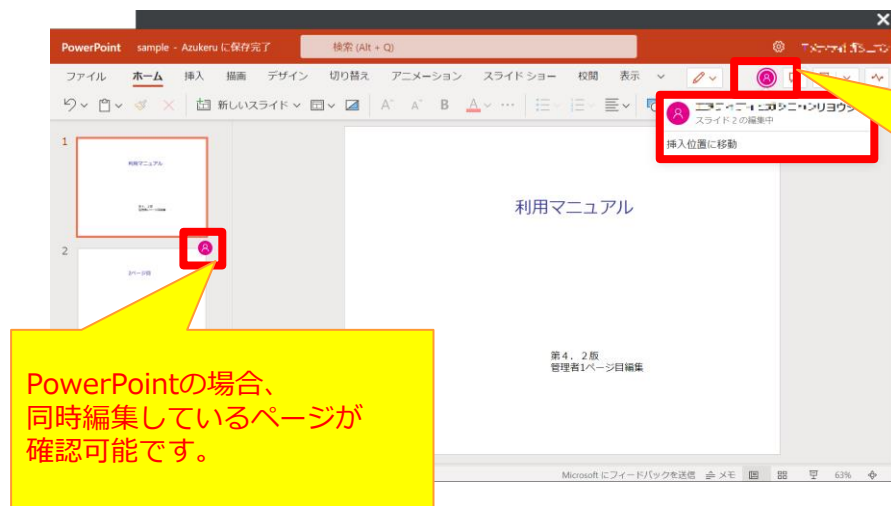 PowerPoint sample - Azukeru に保存完了 検索 (Alt + Q)
ファイル ホーム 挿入 描画 デザイン 切り替え アニメーション スライド ショー 校閲 表示
新しいスライド A^ A˅ B A
スライド 2 の編集中
挿入位置に移動
1
利用マニュアル
2
2ページ目
利用マニュアル
第4．2版
管理者1ページ目編集
PowerPointの場合、
同時編集しているページが
確認可能です。
Microsoft にフィードバックを送信 メモ 63%